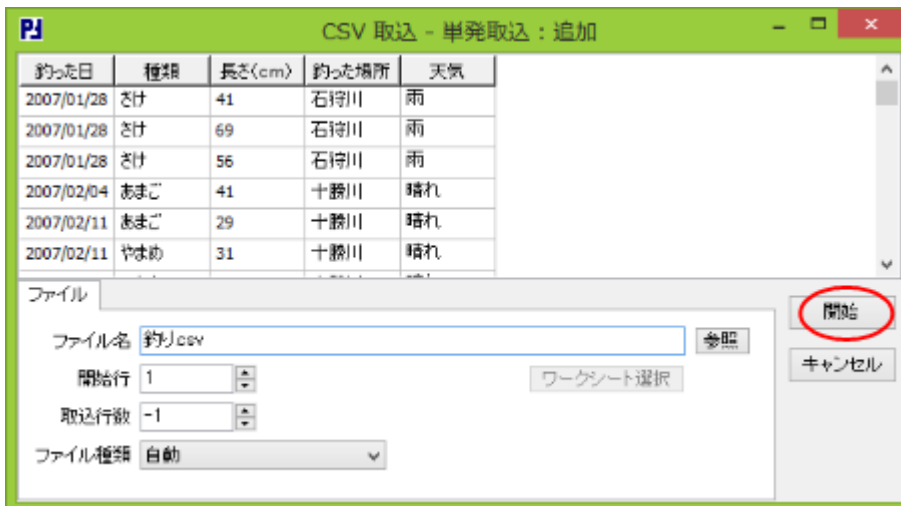 PJ CSV 取込 - 単発取込 : 追加
釣った日 種類 長さ(cm) 釣った場所 天気
2007/01/28 さけ 41 石狩川 雨
2007/01/28 さけ 69 石狩川 雨
2007/01/28 さけ 56 石狩川 雨
2007/02/04 あまご 41 十勝川 晴れ
2007/02/11 あまご 29 十勝川 晴れ
2007/02/11 やまめ 31 十勝川 晴れ
ファイル
開始
ファイル名 釣り.csv 参照
キャンセル
開始行 1 ワークシート選択
取込行数 -1
ファイル種類 自動